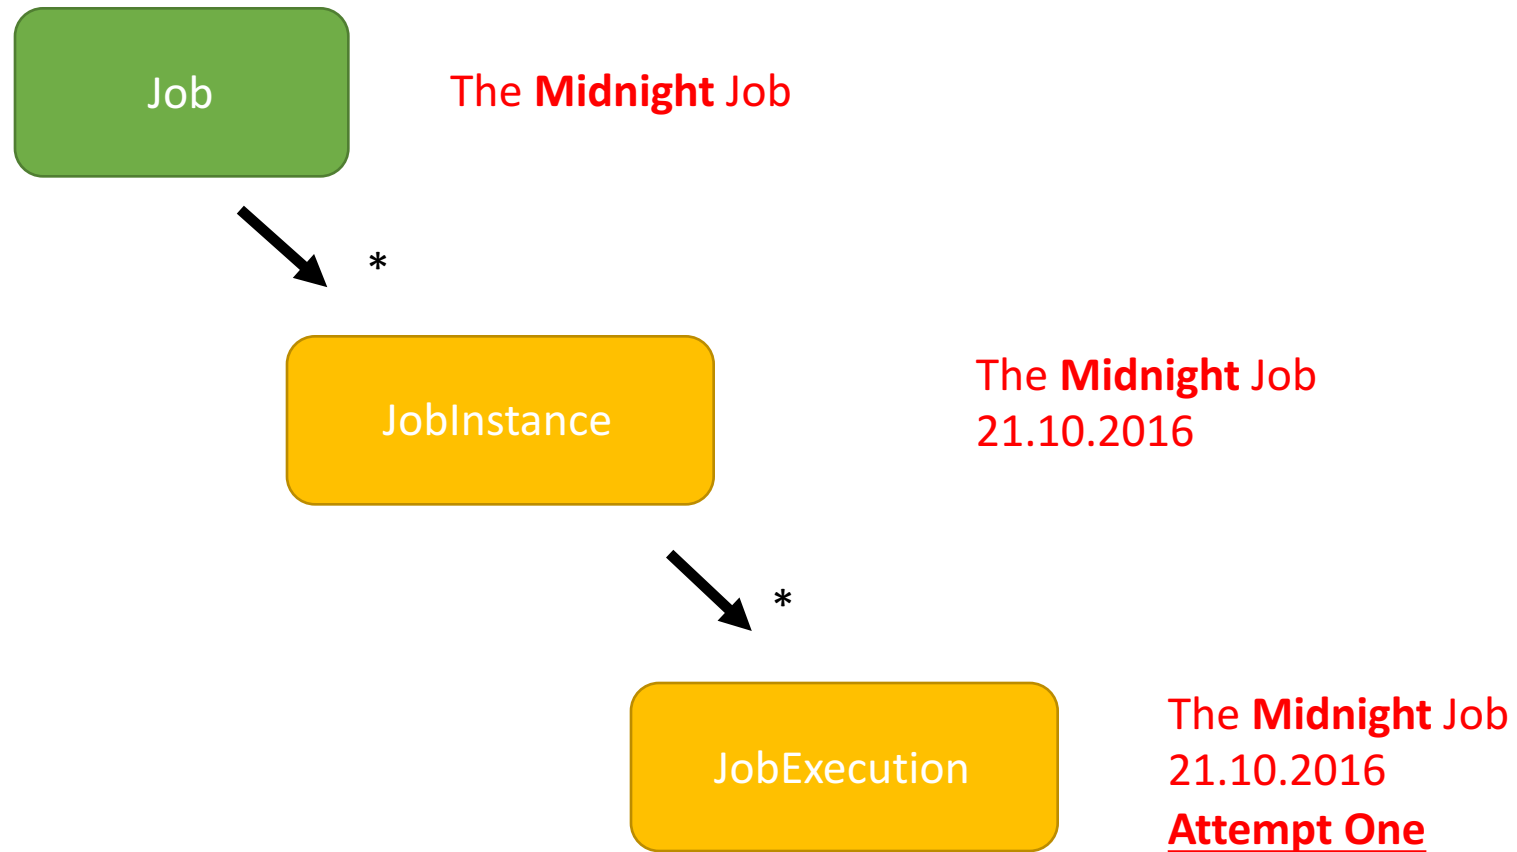 Job
The Midnight Job
*
JobInstance
The Midnight Job
21.10.2016
*
JobExecution
The Midnight Job
21.10.2016
Attempt One